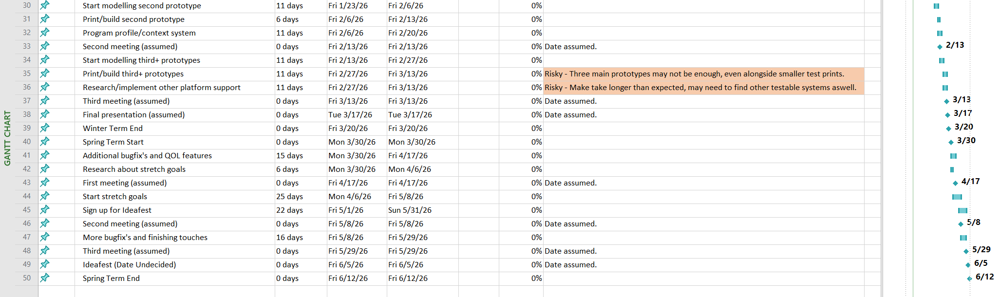 GANTT CHART
30 Start modelling second prototype 11 days Fri 1/23/26 Fri 2/6/26 0%
31 Print/build second prototype 6 days Fri 2/6/26 Fri 2/13/26 0%
32 Program profile/context system 11 days Fri 2/6/26 Fri 2/20/26 0%
33 Second meeting (assumed) 0 days Fri 2/13/26 Fri 2/13/26 0% Date assumed. 2/13
34 Start modelling third+ prototypes 11 days Fri 2/13/26 Fri 2/27/26 0%
35 Print/build third+ prototypes 11 days Fri 2/27/26 Fri 3/13/26 0% Risky - Three main prototypes may not be enough, even alongside smaller test prints.
36 Research/implement other platform support 11 days Fri 2/27/26 Fri 3/13/26 0% Risky - Make take longer than expected, may need to find other testable systems aswell.
37 Third meeting (assumed) 0 days Fri 3/13/26 Fri 3/13/26 0% Date assumed. 3/13
38 Final presentation (assumed) 0 days Tue 3/17/26 Tue 3/17/26 0% Date assumed. 3/17
39 Winter Term End 0 days Fri 3/20/26 Fri 3/20/26 0% 3/20
40 Spring Term Start 0 days Mon 3/30/26 Mon 3/30/26 0% 3/30
41 Additional bugfix's and QOL features 15 days Mon 3/30/26 Fri 4/17/26 0%
42 Research about stretch goals 6 days Mon 3/30/26 Mon 4/6/26 0%
43 First meeting (assumed) 0 days Fri 4/17/26 Fri 4/17/26 0% Date assumed. 4/17
44 Start stretch goals 25 days Mon 4/6/26 Fri 5/8/26 0%
45 Sign up for Ideafest 22 days Fri 5/1/26 Sun 5/31/26 0%
46 Second meeting (assumed) 0 days Fri 5/8/26 Fri 5/8/26 0% Date assumed. 5/8
47 More bugfix's and finishing touches 16 days Fri 5/8/26 Fri 5/29/26 0%
48 Third meeting (assumed) 0 days Fri 5/29/26 Fri 5/29/26 0% Date assumed. 5/29
49 Ideafest (Date Undecided) 0 days Fri 6/5/26 Fri 6/5/26 0% Date assumed. 6/5
50 Spring Term End 0 days Fri 6/12/26 Fri 6/12/26 0% 6/12